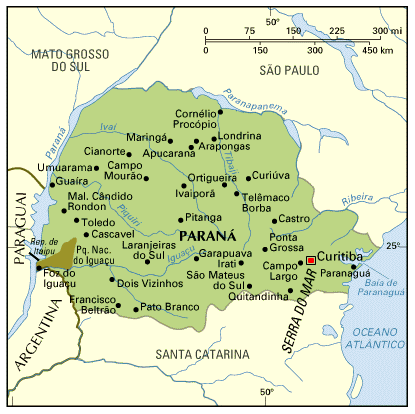 50°
0 75 150 225 300 mi
0 150 300 450 km
MATO GROSSO
DO SUL
SÃO PAULO
Paranapanema
Paraná
Cornélio
Procópio
Ivaí
Maringá
Londrina
Cianorte
Apucarana
Arapongas
Tibaji
Umuarama
Campo
Mourão
Ortigueira
Curiúva
Guaíra
Ivaiporã
Telêmaco
Borba
PARAGUAI
Mal. Cândido
Rondon
Piquiri
Pitanga
Castro
Ribeira
Toledo
Cascavel
PARANÁ
25°
Rep. de
Itaipu
Pq. Nac.
do Iguaçu
Laranjeiras
do Sul
Iguaçu
Garapuava
Ponta
Grossa
Curitiba
25°
Foz do
Iguaçu
Irati
Campo
Largo
Paranaguá
Dois Vizinhos
São Mateus
do Sul
Baía de
Paranaguá
Quitandinha
SERRA DO MAR
Francisco
Beltrão
Pato Branco
ARGENTINA
OCEANO
ATLÂNTICO
SANTA CATARINA
50°